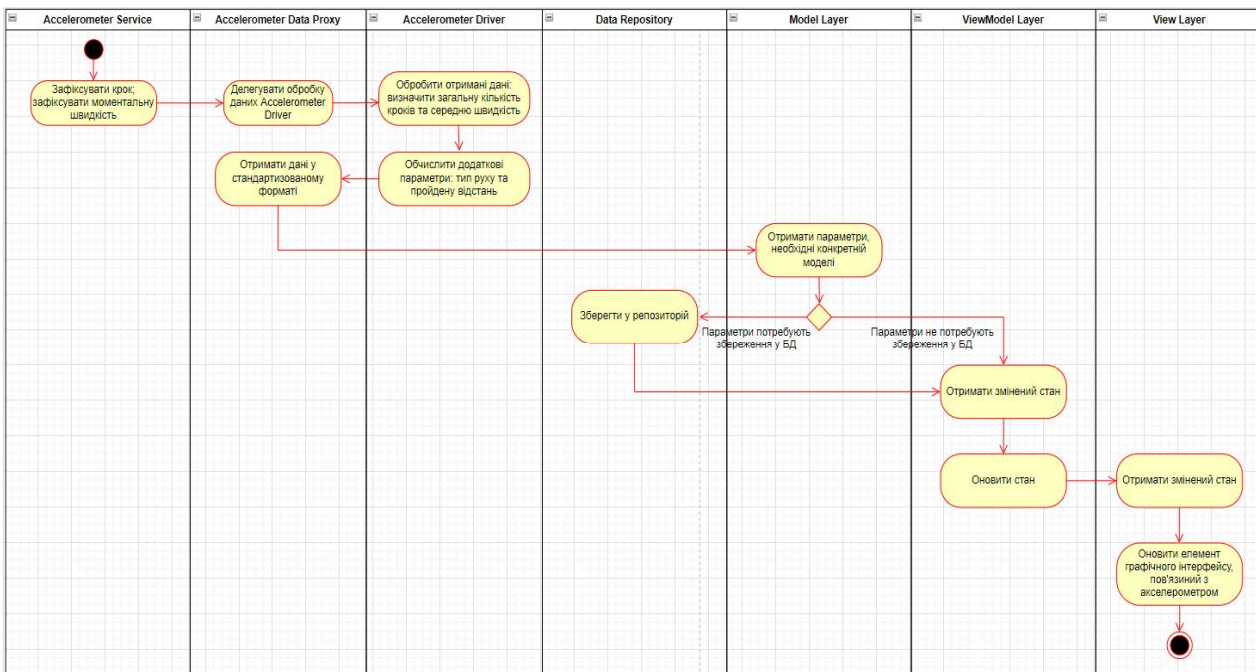 Accelerometer Service
Accelerometer Data Proxy
Accelerometer Driver
Data Repository
Model Layer
ViewModel Layer
View Layer
Зафіксувати крок;
зафіксувати моментальну
швидкість
Делегувати обробку
даних Accelerometer
Driver
Обробити отримані дані:
визначити загальну кількість
кроків та середню швидкість
Отримати дані у
стандартизованому
форматі
Обчислити додаткові
параметри: тип руху та
пройдену відстань
Отримати параметри,
необхідні конкретній
моделі
Зберегти у репозиторій
Параметри потребують
збереження у БД
Параметри не потребують
збереження у БД
Отримати змінений стан
Оновити стан
Отримати змінений стан
Оновити елемент
графічного інтерфейсу,
пов'язиний з
акселерометром